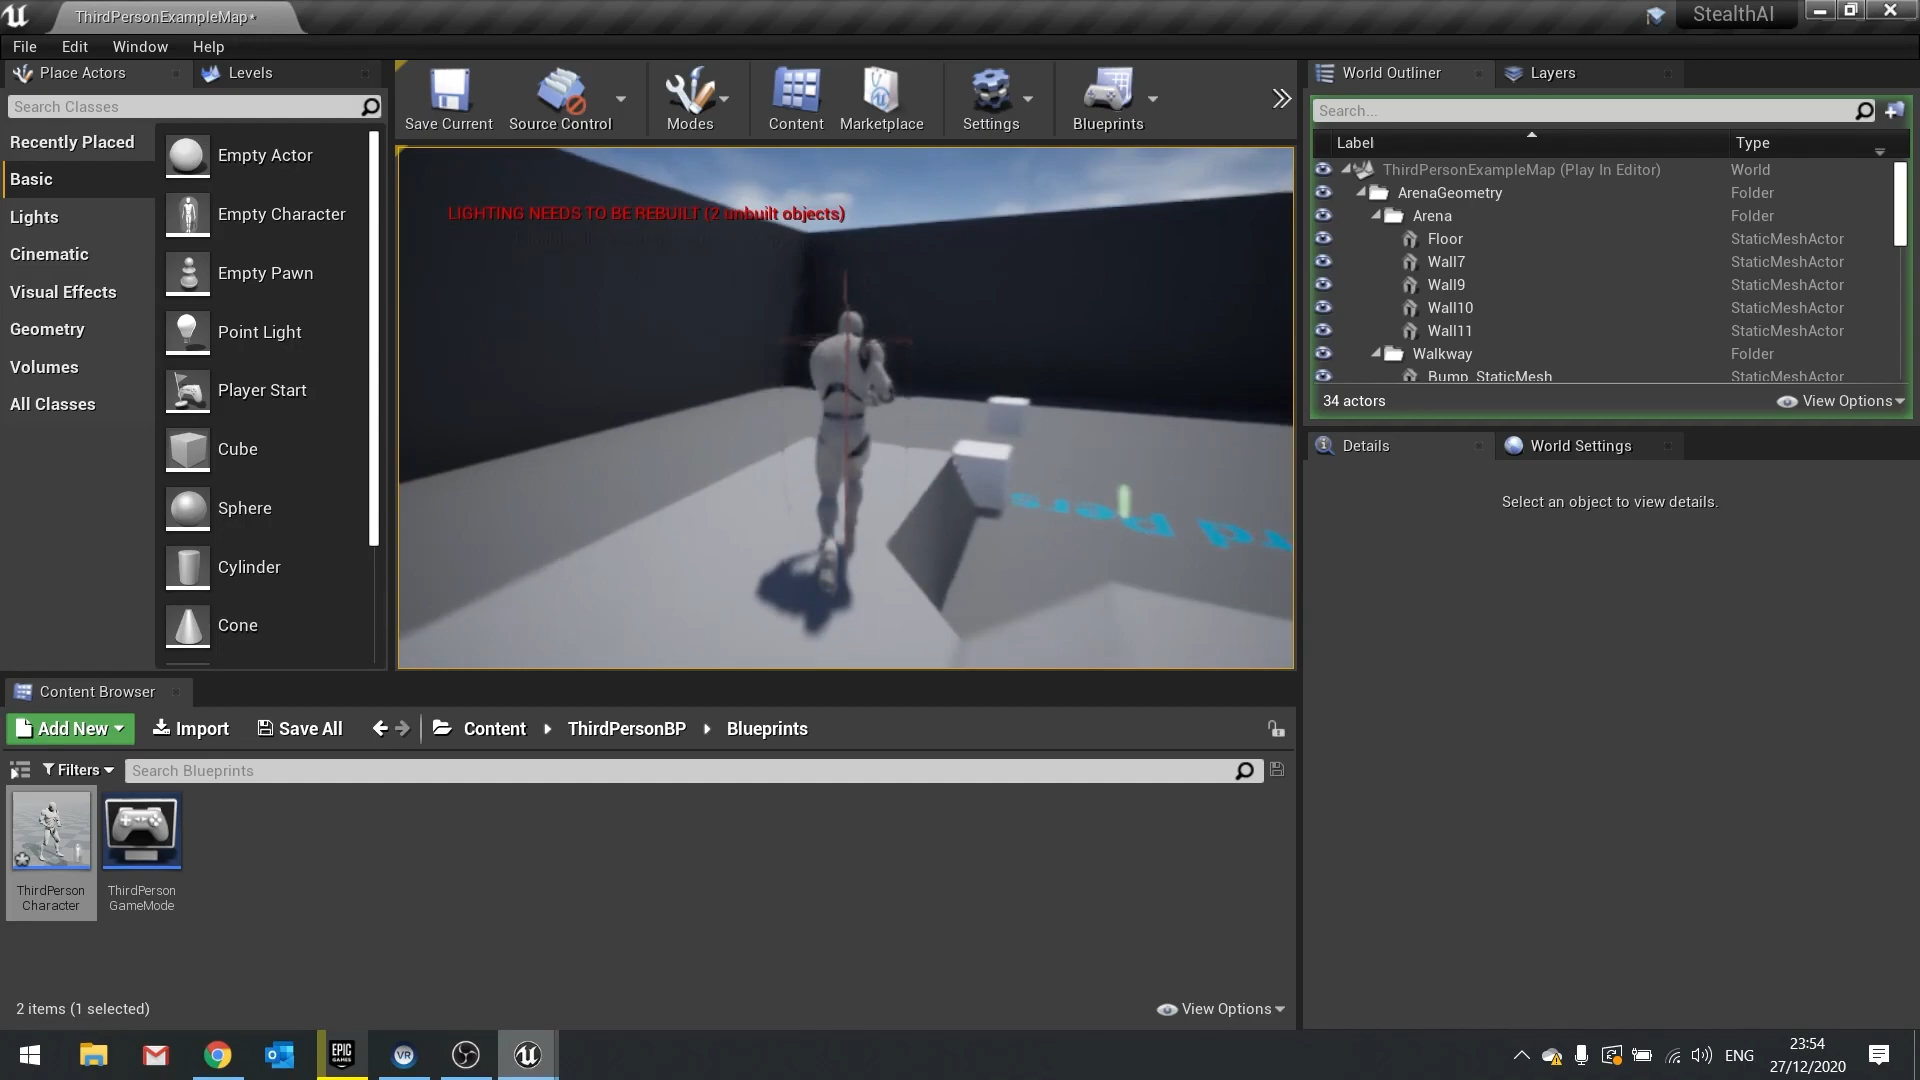 ThirdPersonExampleMap*
StealthAI
File Edit Window Help
Place Actors
Levels
Search Classes
Recently Placed
Basic
Lights
Cinematic
Visual Effects
Geometry
Volumes
All Classes
Empty Actor
Empty Character
Empty Pawn
Point Light
Player Start
Cube
Sphere
Cylinder
Cone
Save Current
Source Control
Modes
Content
Marketplace
Settings
Blueprints
LIGHTING NEEDS TO BE REBUILT (2 unbuilt objects)
World Outliner
Layers
Search...
Label Type
ThirdPersonExampleMap (Play In Editor) World
ArenaGeometry Folder
Arena Folder
Floor StaticMeshActor
Wall7 StaticMeshActor
Wall9 StaticMeshActor
Wall10 StaticMeshActor
Wall11 StaticMeshActor
Walkway Folder
Bump_StaticMesh StaticMeshActor
34 actors
View Options
Details
World Settings
Select an object to view details.
Content Browser
Add New
Import
Save All
Content
ThirdPersonBP
Blueprints
Filters
Search Blueprints
ThirdPerson
Character
ThirdPerson
GameMode
2 items (1 selected)
View Options
EPIC
GAMES
VR
ENG
23:54
27/12/2020